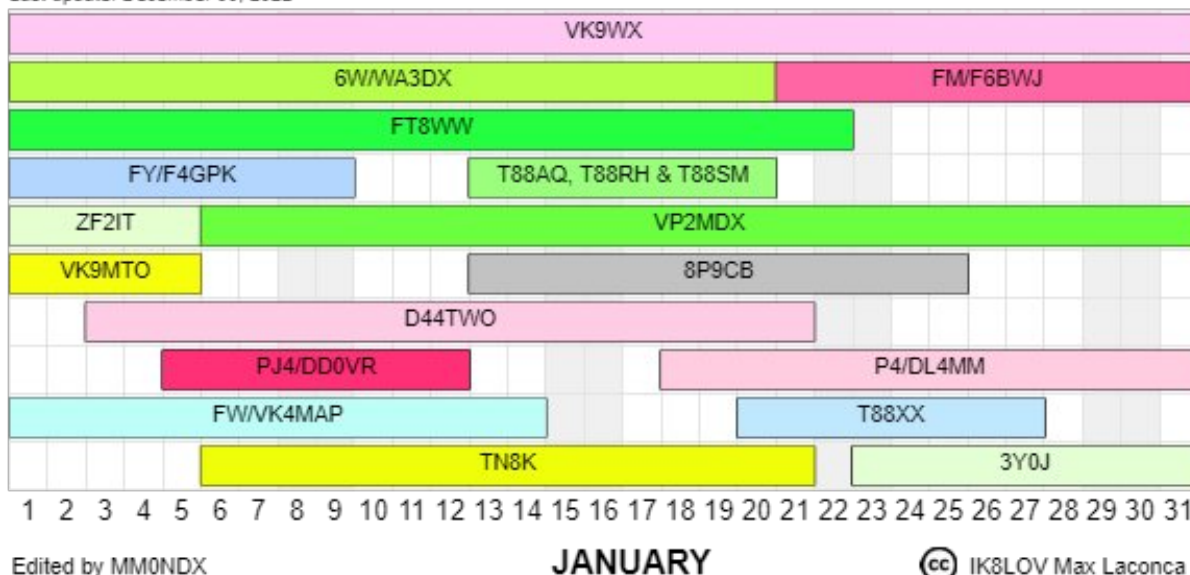 VK9WX
6W/WA3DX FM/F6BWJ
FT8WW
FY/F4GPK T88AQ, T88RH & T88SM
ZF2IT VP2MDX
VK9MTO 8P9CB
D44TWO
PJ4/DD0VR P4/DL4MM
FW/VK4MAP T88XX
TN8K 3Y0J
1 2 3 4 5 6 7 8 9 10 11 12 13 14 15 16 17 18 19 20 21 22 23 24 25 26 27 28 29 30 31
Edited by MM0NDX JANUARY (cc) IK8LOV Max Laconca